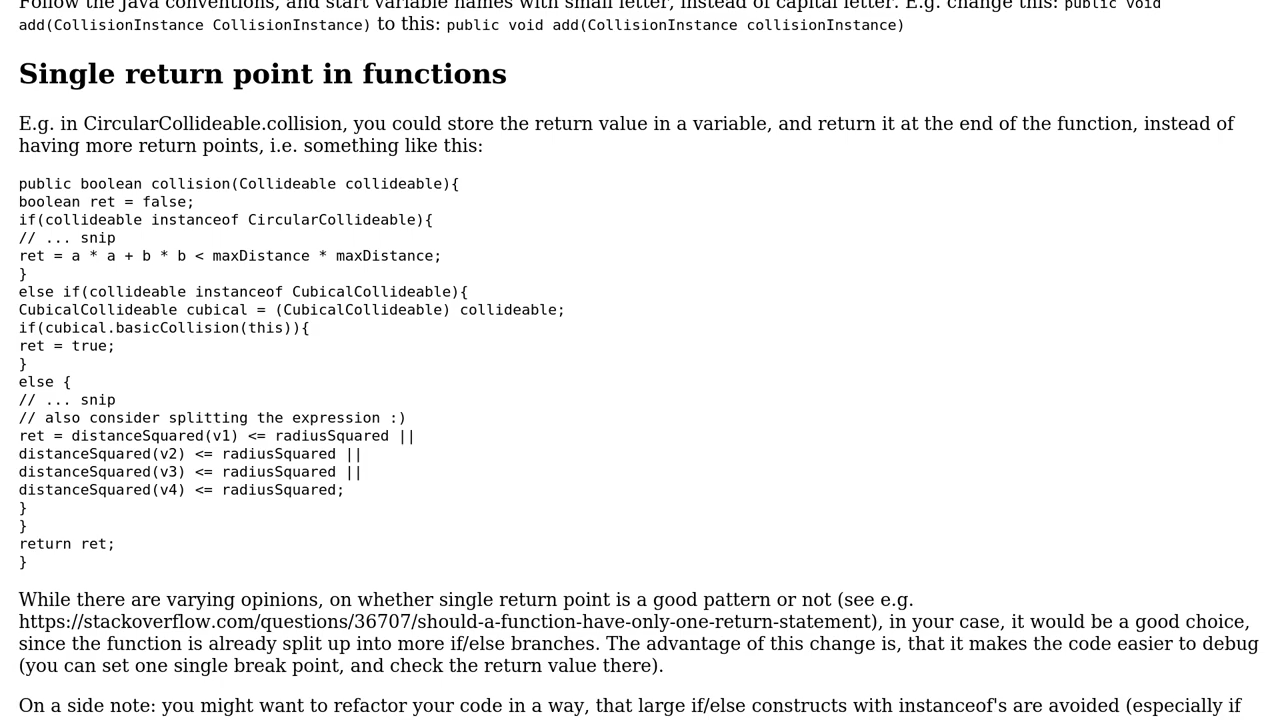 Follow the Java conventions, and start variable names with small letter, instead of capital letter. E.g. change this: public void
add(CollisionInstance CollisionInstance) to this: public void add(CollisionInstance collisionInstance)
Single return point in functions
E.g. in CircularCollideable.collision, you could store the return value in a variable, and return it at the end of the function, instead of
having more return points, i.e. something like this:
public boolean collision(Collideable collideable){
boolean ret = false;
if(collideable instanceof CircularCollideable){
// ... snip
ret = a * a + b * b < maxDistance * maxDistance;
}
else if(collideable instanceof CubicalCollideable){
CubicalCollideable cubical = (CubicalCollideable) collideable;
if(cubical.basicCollision(this)){
ret = true;
}
else {
// ... snip
// also consider splitting the expression :)
ret = distanceSquared(v1) <= radiusSquared ||
distanceSquared(v2) <= radiusSquared ||
distanceSquared(v3) <= radiusSquared ||
distanceSquared(v4) <= radiusSquared;
}
}
return ret;
}
While there are varying opinions, on whether single return point is a good pattern or not (see e.g.
https://stackoverflow.com/questions/36707/should-a-function-have-only-one-return-statement), in your case, it would be a good choice,
since the function is already split up into more if/else branches. The advantage of this change is, that it makes the code easier to debug
(you can set one single break point, and check the return value there).
On a side note: you might want to refactor your code in a way, that large if/else constructs with instanceof's are avoided (especially if